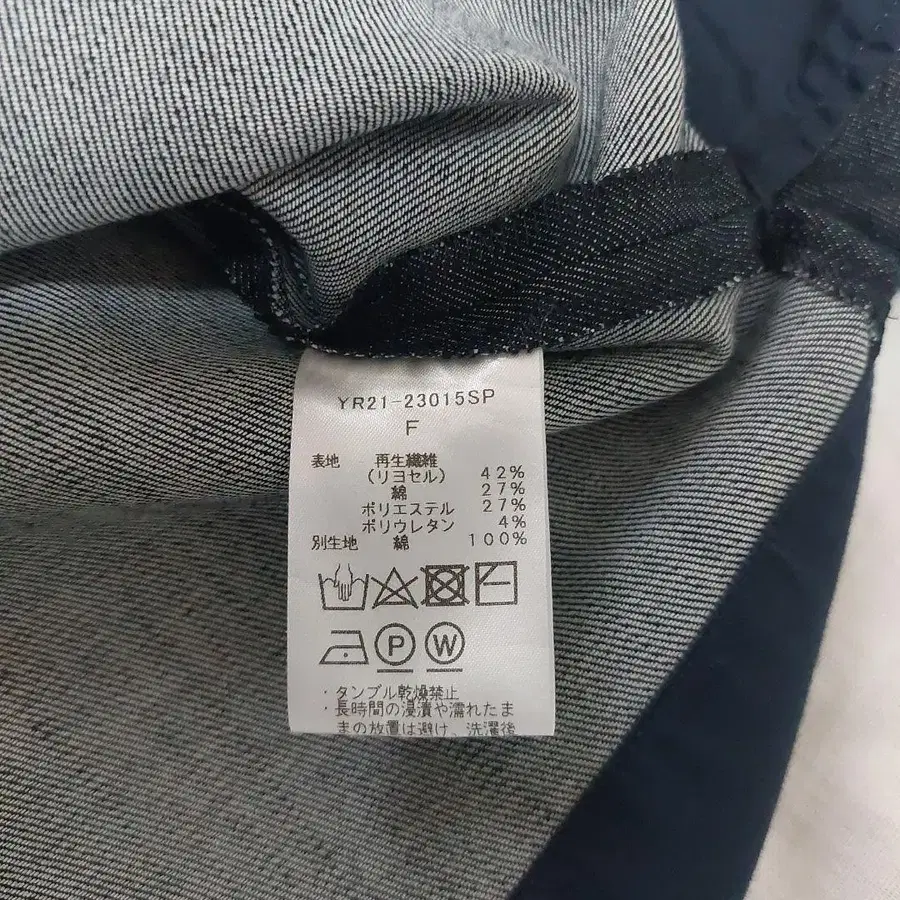 YR21-23015SP
F
表地 再生繊維
(リヨセル) 42%
綿 27%
ポリエステル 27%
ポリウレタン 4%
別生地 綿 100%
P W
・タンブル乾燥禁止
・長時間の浸漬や濡れたま
まの放置は避け、洗濯後